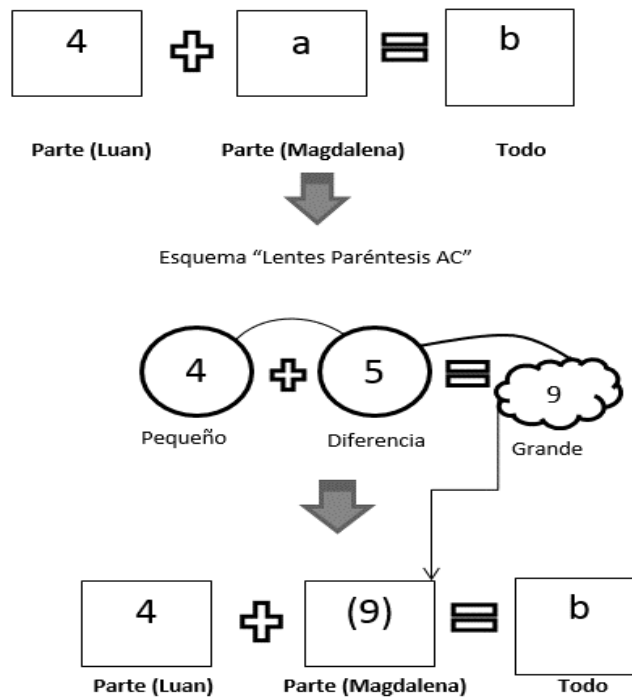 4 + a = b
Parte (Luan) Parte (Magdalena) Todo
Esquema “Lentes Paréntesis AC”
4 + 5 = 9
Pequeño Diferencia Grande
4 + (9) = b
Parte (Luan) Parte (Magdalena) Todo